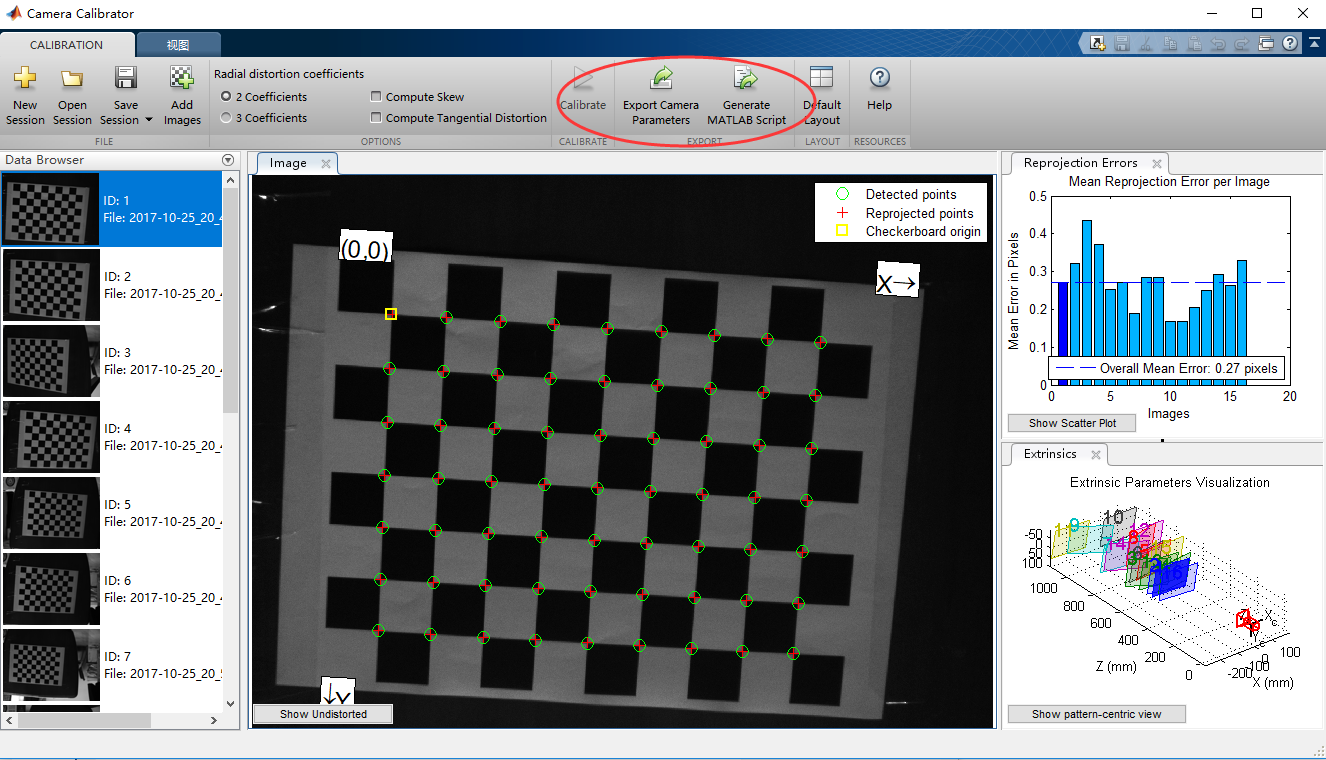 Camera Calibrator
CALIBRATION
视图
New Session
Open Session
Save Session
Add Images
FILE
Radial distortion coefficients
2 Coefficients
3 Coefficients
Compute Skew
Compute Tangential Distortion
OPTIONS
Calibrate
CALIBRATE
Export Camera Parameters
Generate MATLAB Script
EXPORT
Default Layout
LAYOUT
Help
RESOURCES
Data Browser
ID: 1
File: 2017-10-25_20_
ID: 2
File: 2017-10-25_20_
ID: 3
File: 2017-10-25_20_
ID: 4
File: 2017-10-25_20_
ID: 5
File: 2017-10-25_20_
ID: 6
File: 2017-10-25_20_
ID: 7
File: 2017-10-25_20_
Image
Detected points
Reprojected points
Checkerboard origin
(0,0)
X→
↓Y
Show Undistorted
Reprojection Errors
Mean Reprojection Error per Image
Mean Error in Pixels
0.5
0.4
0.3
0.2
0.1
0
Overall Mean Error: 0.27 pixels
0 5 10 15 20
Images
Show Scatter Plot
Extrinsics
Extrinsic Parameters Visualization
-50
0
50
100
1000
800
600
400
200
0
Z (mm)
-200
-100
0
100
X (mm)
Xc
9
10
Show pattern-centric view